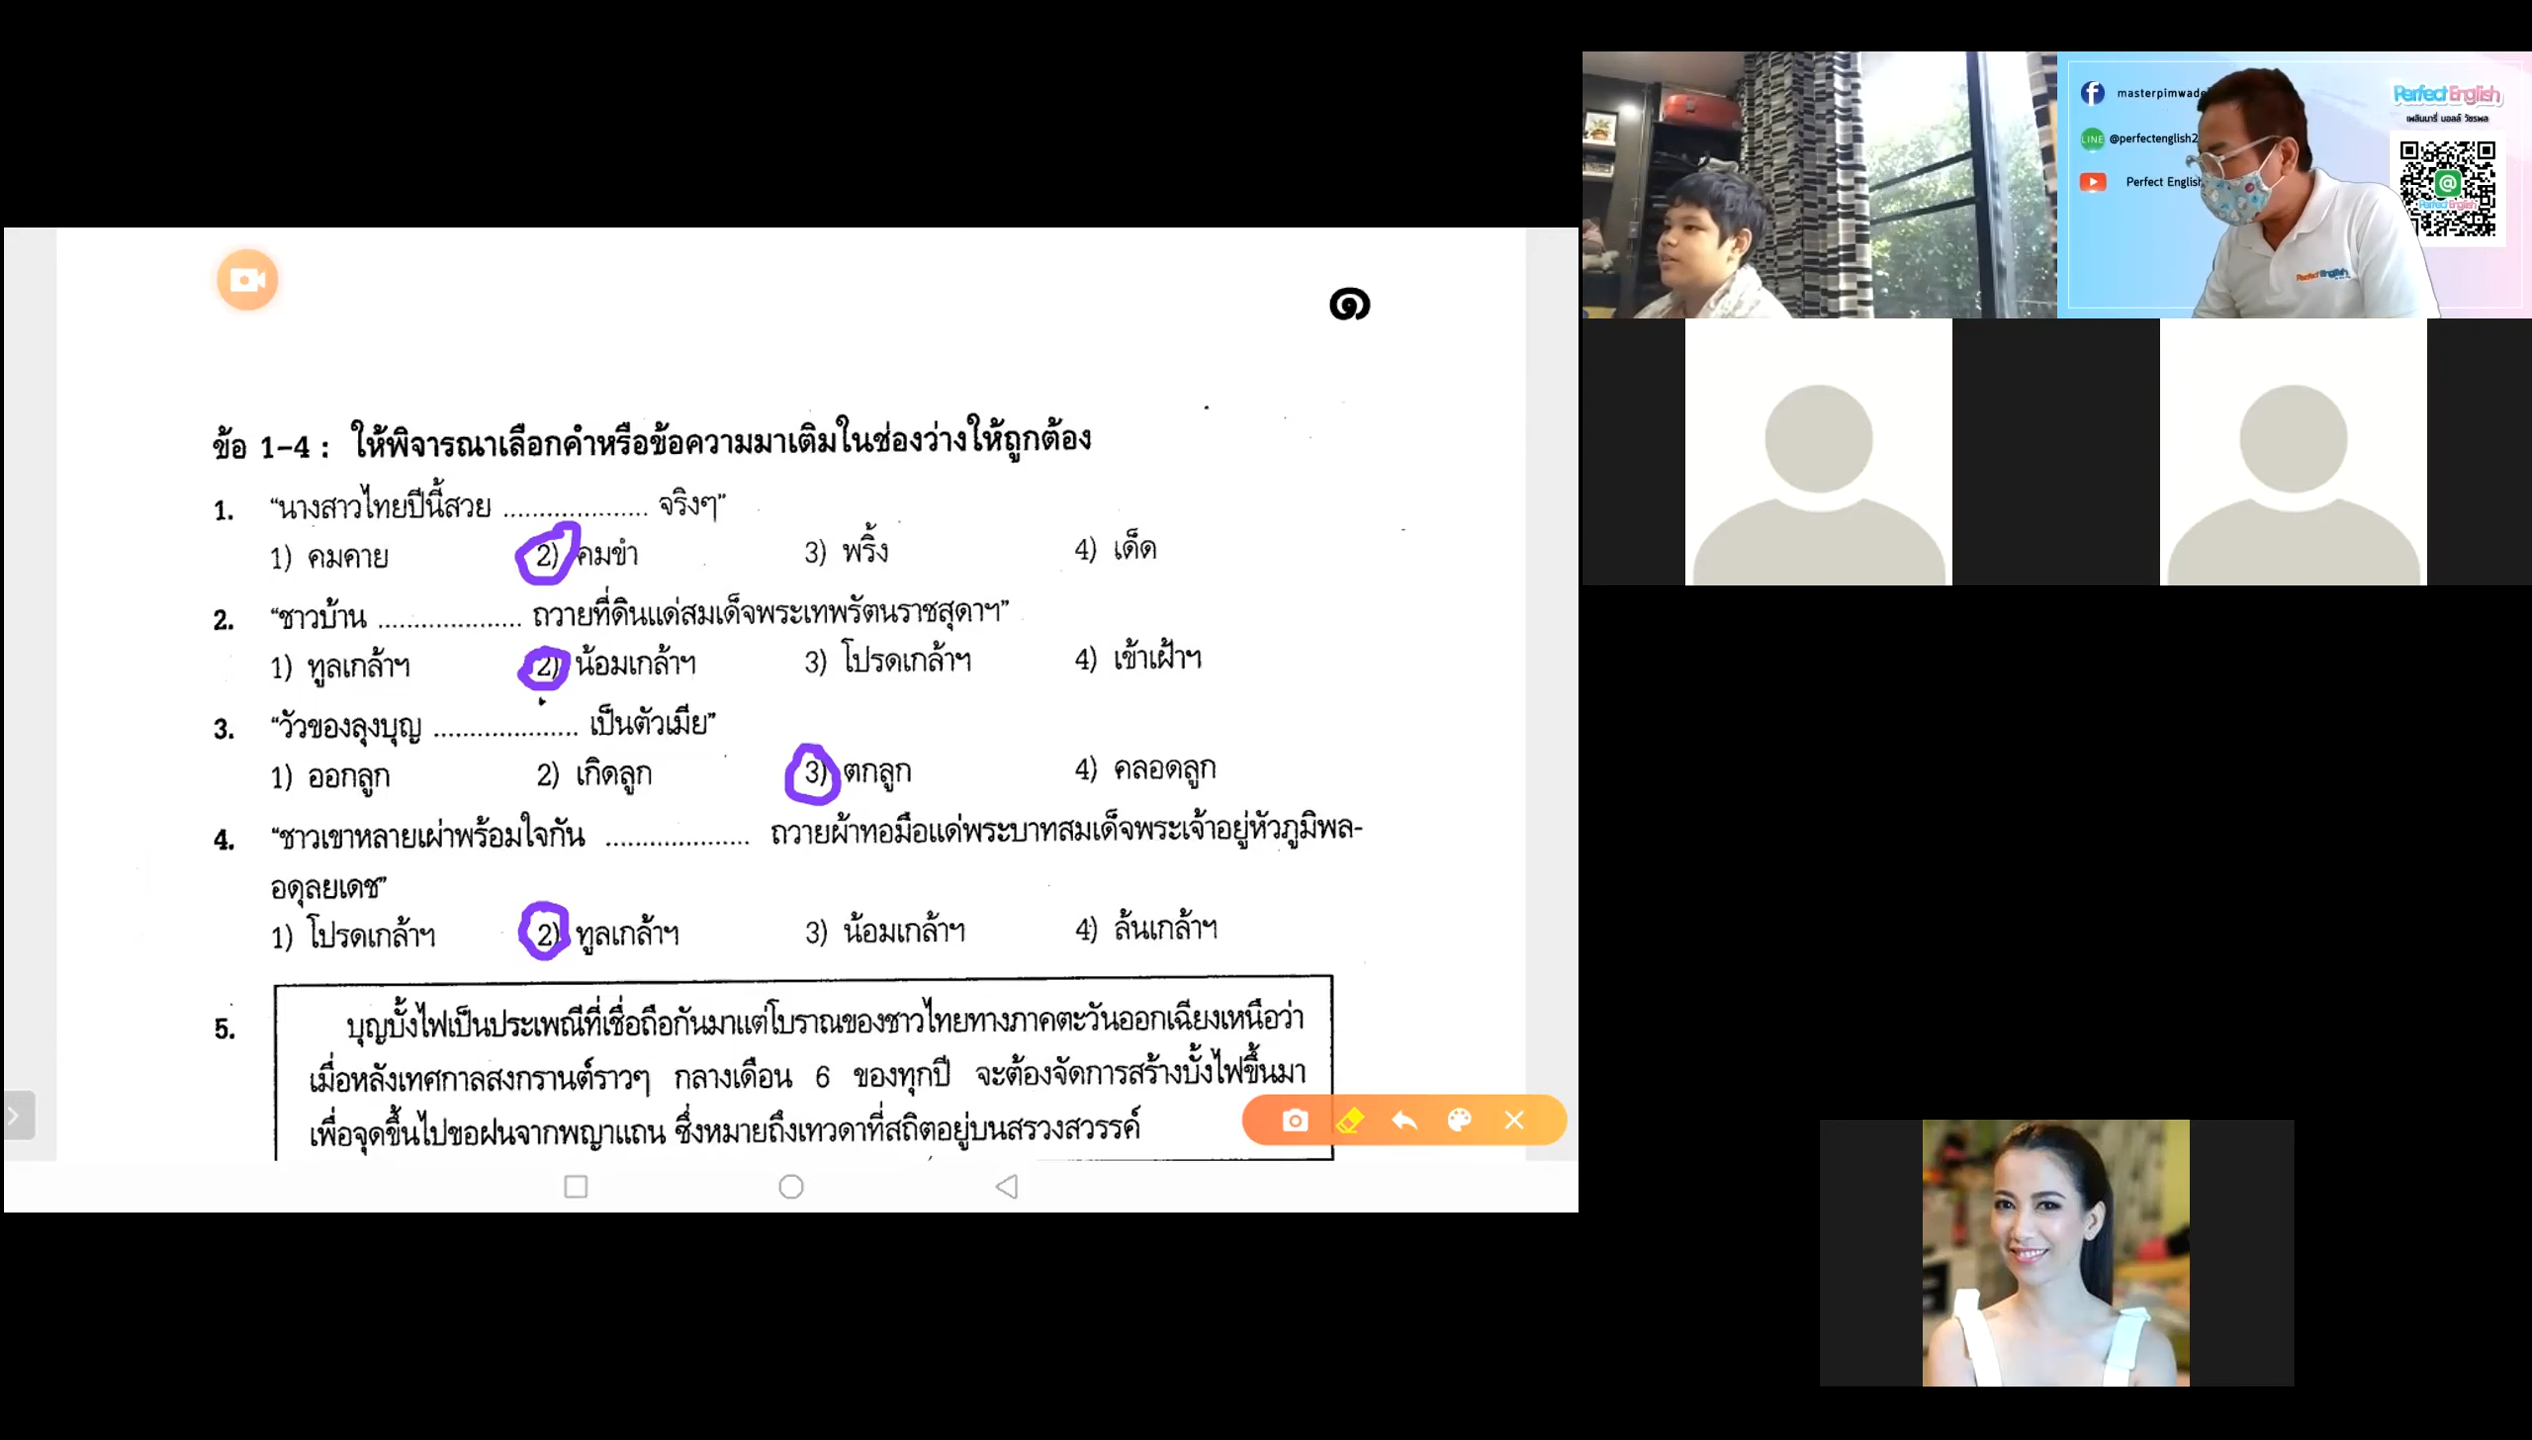 ๑
ข้อ 1-4 : ให้พิจารณาเลือกคำหรือข้อความมาเติมในช่องว่างให้ถูกต้อง
1. “นางสาวไทยปีนี้สวย .................... จริงๆ”
1) คมคาย 2) คมขำ 3) พริ้ง 4) เด็ด
2. “ชาวบ้าน .................... ถวายที่ดินแด่สมเด็จพระเทพรัตนราชสุดาฯ”
1) ทูลเกล้าฯ 2) น้อมเกล้าฯ 3) โปรดเกล้าฯ 4) เข้าเฝ้าฯ
3. “วัวของลุงบุญ .................... เป็นตัวเมีย”
1) ออกลูก 2) เกิดลูก 3) ตกลูก 4) คลอดลูก
4. “ชาวเขาหลายเผ่าพร้อมใจกัน .................... ถวายผ้าทอมือแด่พระบาทสมเด็จพระเจ้าอยู่หัวภูมิพล-
อดุลยเดช”
1) โปรดเกล้าฯ 2) ทูลเกล้าฯ 3) น้อมเกล้าฯ 4) ล้นเกล้าฯ
5. บุญบั้งไฟเป็นประเพณีที่เชื่อถือกันมาแต่โบราณของชาวไทยทางภาคตะวันออกเฉียงเหนือว่า
เมื่อหลังเทศกาลสงกรานต์ราวๆ กลางเดือน 6 ของทุกปี จะต้องจัดการสร้างบั้งไฟขึ้นมา
เพื่อจุดขึ้นไปขอฝนจากพญาแถน ซึ่งหมายถึงเทวดาที่สถิตอยู่บนสรวงสวรรค์
masterpimwade
LINE @perfectenglish2
Perfect English
Perfect English
เพลินนารี่ มอลล์ วัชรพล
Perfect English
Perfect English